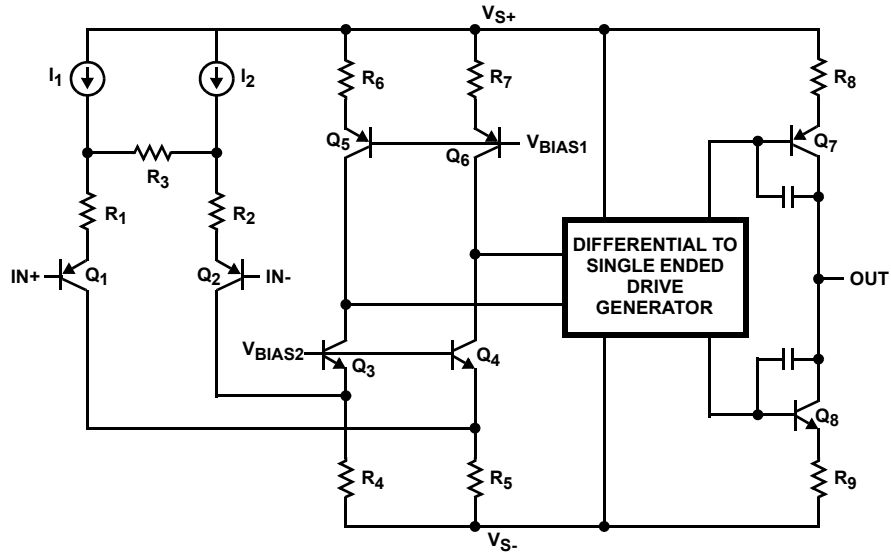 VS+
I1
I2
R6
R7
R8
Q5
Q6
VBIAS1
Q7
R3
R1
R2
DIFFERENTIAL TO
SINGLE ENDED
DRIVE
GENERATOR
IN+
Q1
Q2
IN-
OUT
VBIAS2
Q3
Q4
Q8
R4
R5
R9
VS-